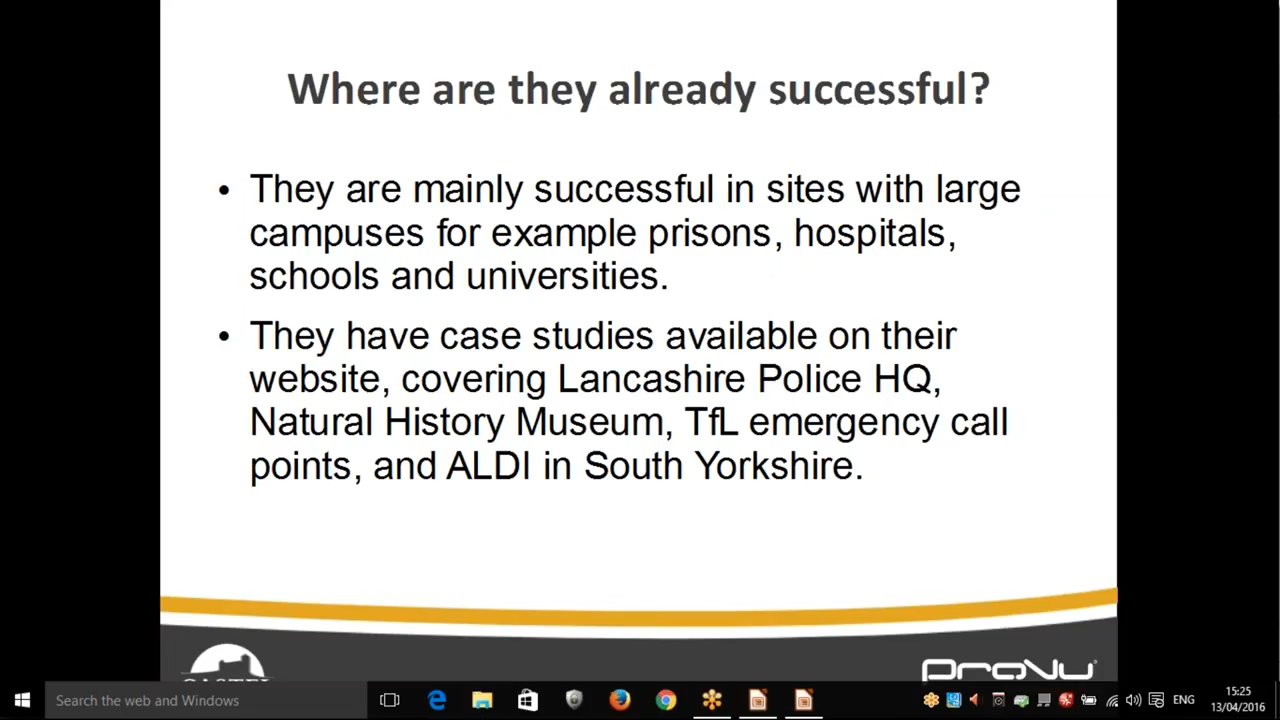 Where are they already successful?
• They are mainly successful in sites with large
campuses for example prisons, hospitals,
schools and universities.
• They have case studies available on their
website, covering Lancashire Police HQ,
Natural History Museum, TfL emergency call
points, and ALDI in South Yorkshire.
CASTEL
ProVu
Search the web and Windows
ENG
15:25
13/04/2016